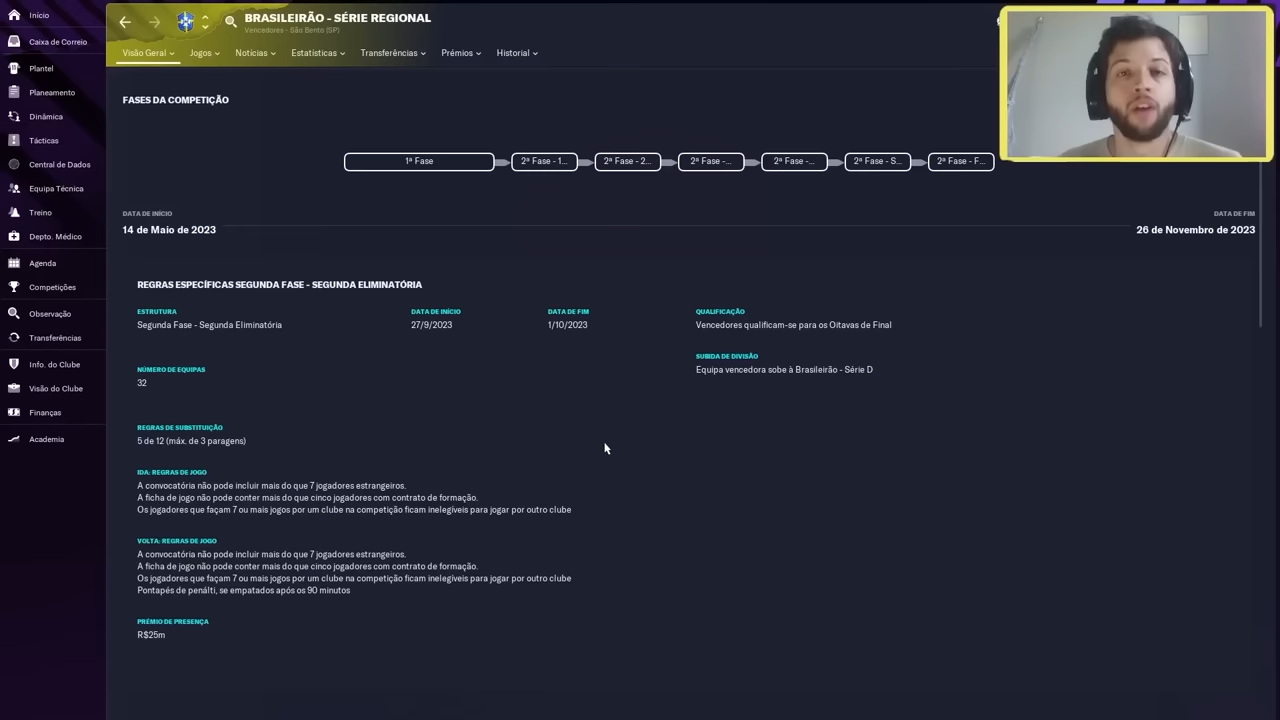 Início
Caixa de Correio
Plantel
Planeamento
Dinâmica
Tácticas
Central de Dados
Equipa Técnica
Treino
Depto. Médico
Agenda
Competições
Observação
Transferências
Info. do Clube
Visão do Clube
Finanças
Academia
BRASILEIRÃO - SÉRIE REGIONAL
Vencedores - São Bento (SP)
Visão Geral Jogos Notícias Estatísticas Transferências Prémios Historial
FASES DA COMPETIÇÃO
1ª Fase 2ª Fase - 1... 2ª Fase - 2... 2ª Fase -... 2ª Fase -... 2ª Fase - S... 2ª Fase - F...
DATA DE INÍCIO DATA DE FIM
14 de Maio de 2023 26 de Novembro de 2023
REGRAS ESPECÍFICAS SEGUNDA FASE - SEGUNDA ELIMINATÓRIA
ESTRUTURA DATA DE INÍCIO DATA DE FIM QUALIFICAÇÃO
Segunda Fase - Segunda Eliminatória 27/9/2023 1/10/2023 Vencedores qualificam-se para os Oitavas de Final
SUBIDA DE DIVISÃO
Equipa vencedora sobe à Brasileirão - Série D
NÚMERO DE EQUIPAS
32
REGRAS DE SUBSTITUIÇÃO
5 de 12 (máx. de 3 paragens)
IDA: REGRAS DE JOGO
A convocatória não pode incluir mais do que 7 jogadores estrangeiros.
A ficha de jogo não pode conter mais do que cinco jogadores com contrato de formação.
Os jogadores que façam 7 ou mais jogos por um clube na competição ficam inelegíveis para jogar por outro clube
VOLTA: REGRAS DE JOGO
A convocatória não pode incluir mais do que 7 jogadores estrangeiros.
A ficha de jogo não pode conter mais do que cinco jogadores com contrato de formação.
Os jogadores que façam 7 ou mais jogos por um clube na competição ficam inelegíveis para jogar por outro clube
Pontapés de penálti, se empatados após os 90 minutos
PRÉMIO DE PRESENÇA
R$25m